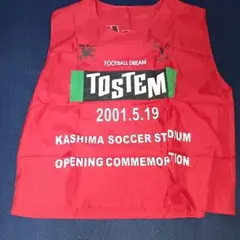 FOOTBALL DREAM
TOSTEM
2001.5.19
KASHIMA SOCCER STADIUM
OPENING COMMEMORATION